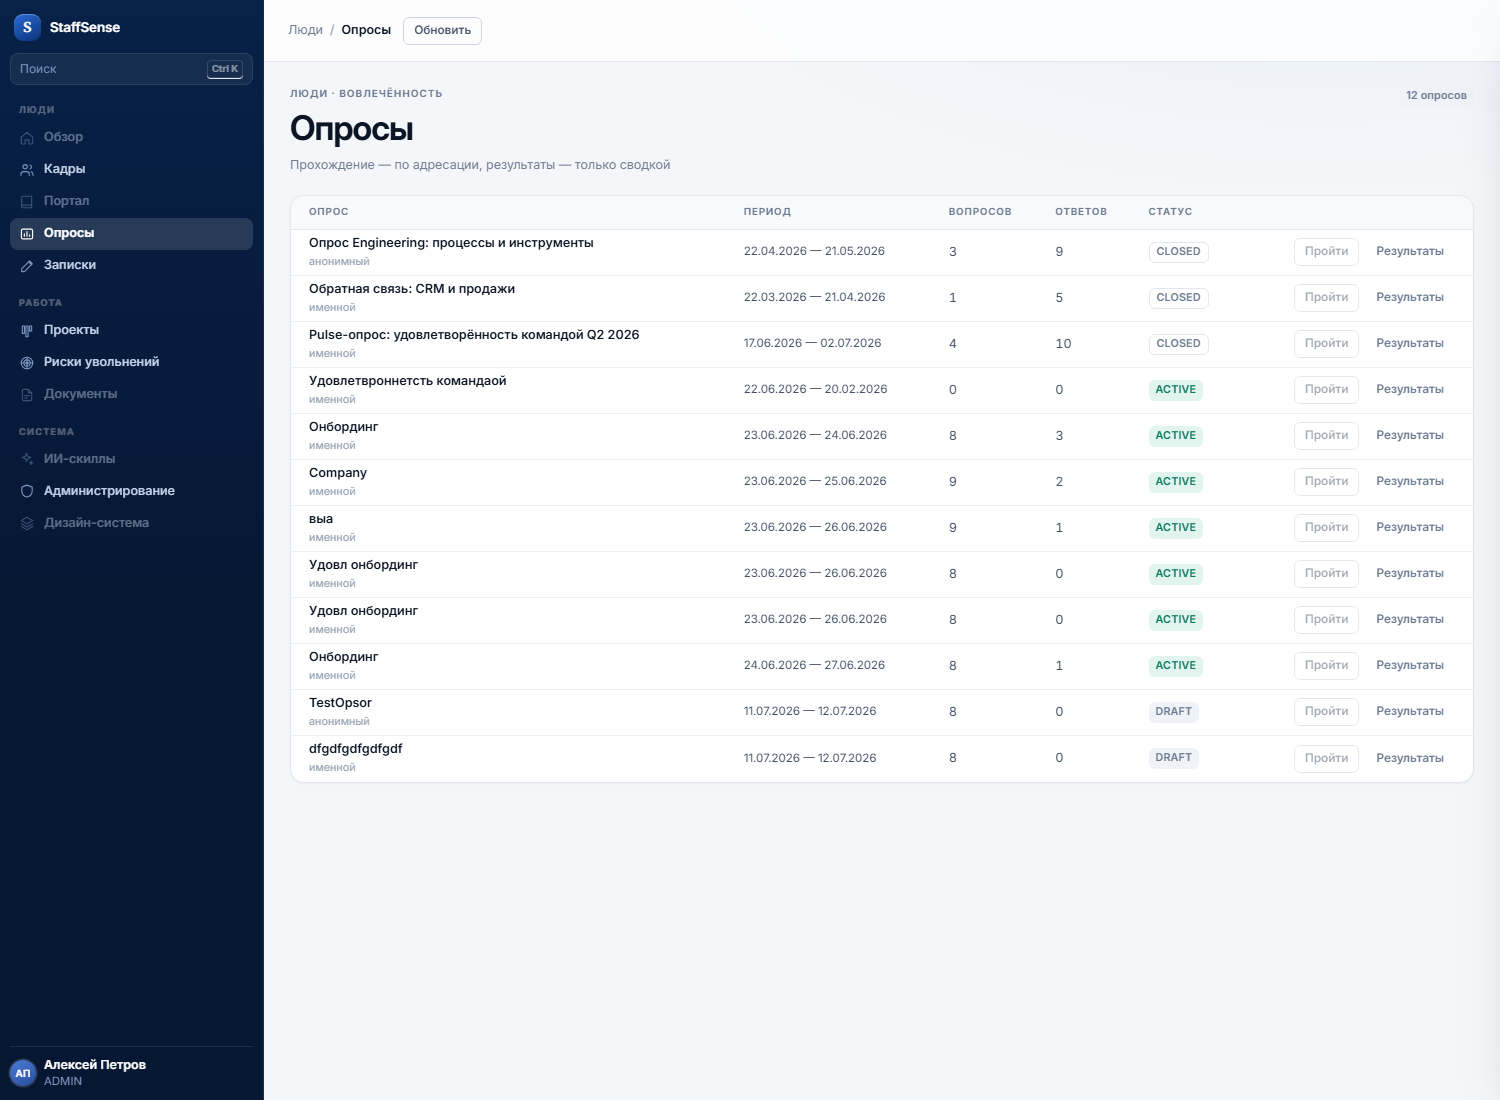 S StaffSense
Поиск Ctrl K
ЛЮДИ
Обзор
Кадры
Портал
Опросы
Записки
РАБОТА
Проекты
Риски увольнений
Документы
СИСТЕМА
ИИ-скиллы
Администрирование
Дизайн-система
АП Алексей Петров
ADMIN
Люди / Опросы Обновить
ЛЮДИ · ВОВЛЕЧЁННОСТЬ
12 опросов
Опросы
Прохождение — по адресации, результаты — только сводкой
ОПРОС ПЕРИОД ВОПРОСОВ ОТВЕТОВ СТАТУС
Опрос Engineering: процессы и инструменты
анонимный
22.04.2026 — 21.05.2026 3 9 CLOSED Пройти Результаты
Обратная связь: CRM и продажи
именной
22.03.2026 — 21.04.2026 1 5 CLOSED Пройти Результаты
Pulse-опрос: удовлетворённость командой Q2 2026
именной
17.06.2026 — 02.07.2026 4 10 CLOSED Пройти Результаты
Удовлетвроннетсть командаой
именной
22.06.2026 — 20.02.2026 0 0 ACTIVE Пройти Результаты
Онбординг
именной
23.06.2026 — 24.06.2026 8 3 ACTIVE Пройти Результаты
Company
именной
23.06.2026 — 25.06.2026 9 2 ACTIVE Пройти Результаты
выа
именной
23.06.2026 — 26.06.2026 9 1 ACTIVE Пройти Результаты
Удовл онбординг
именной
23.06.2026 — 26.06.2026 8 0 ACTIVE Пройти Результаты
Удовл онбординг
именной
23.06.2026 — 26.06.2026 8 0 ACTIVE Пройти Результаты
Онбординг
именной
24.06.2026 — 27.06.2026 8 1 ACTIVE Пройти Результаты
TestOpsor
анонимный
11.07.2026 — 12.07.2026 8 0 DRAFT Пройти Результаты
dfgdfgdfgdfgdf
именной
11.07.2026 — 12.07.2026 8 0 DRAFT Пройти Результаты